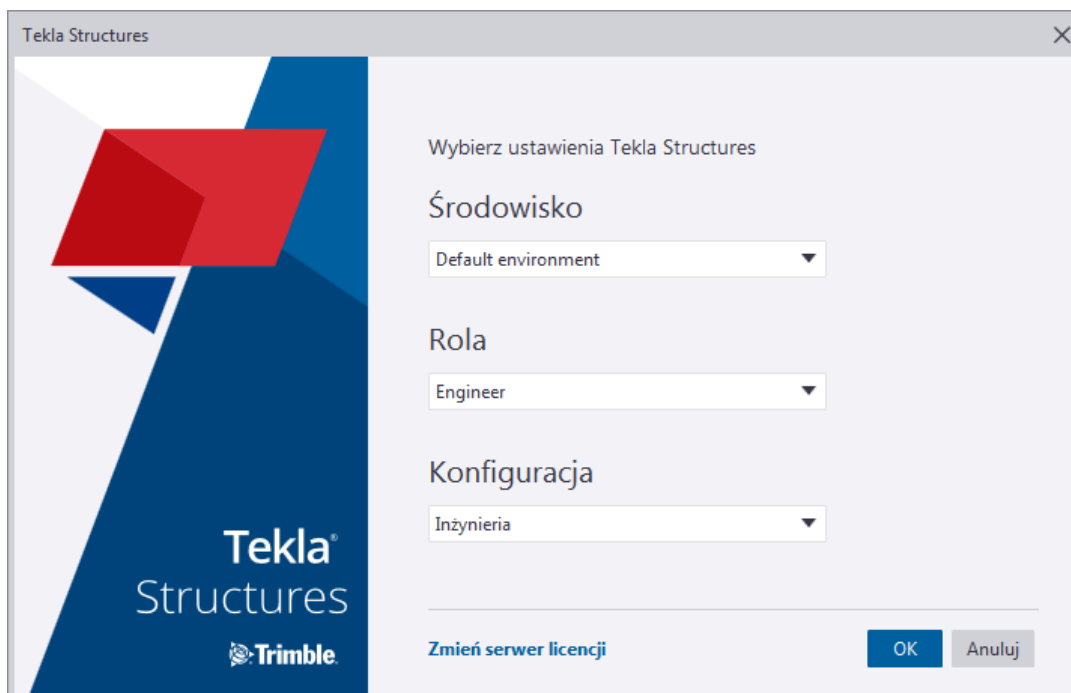 Tekla Structures
Wybierz ustawienia Tekla Structures
Środowisko
Default environment
Rola
Engineer
Konfiguracja
Inżynieria
Tekla®
Structures
Trimble.
Zmień serwer licencji
OK
Anuluj